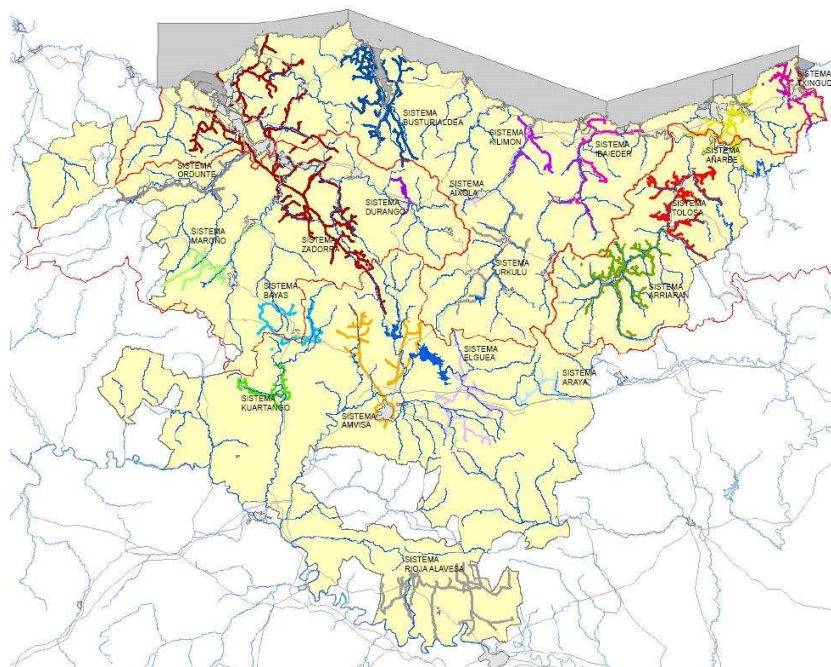 SISTEMA
TXINGUDI
SISTEMA
BUSTURIALDEA
SISTEMA
KILIMON
SISTEMA
IBAIEDER
SISTEMA
AÑARBE
SISTEMA
ORDUNTE
SISTEMA
DURANGO
SISTEMA
AIXOLA
SISTEMA
TOLOSA
SISTEMA
MAROÑO
SISTEMA
ZADORRA
SISTEMA
URKULU
SISTEMA
ARRIARAN
SISTEMA
BAYAS
SISTEMA
ELGUEA
SISTEMA
ARAYA
SISTEMA
KUARTANGO
SISTEMA
AMVISA
SISTEMA
RIOJA ALAVESA